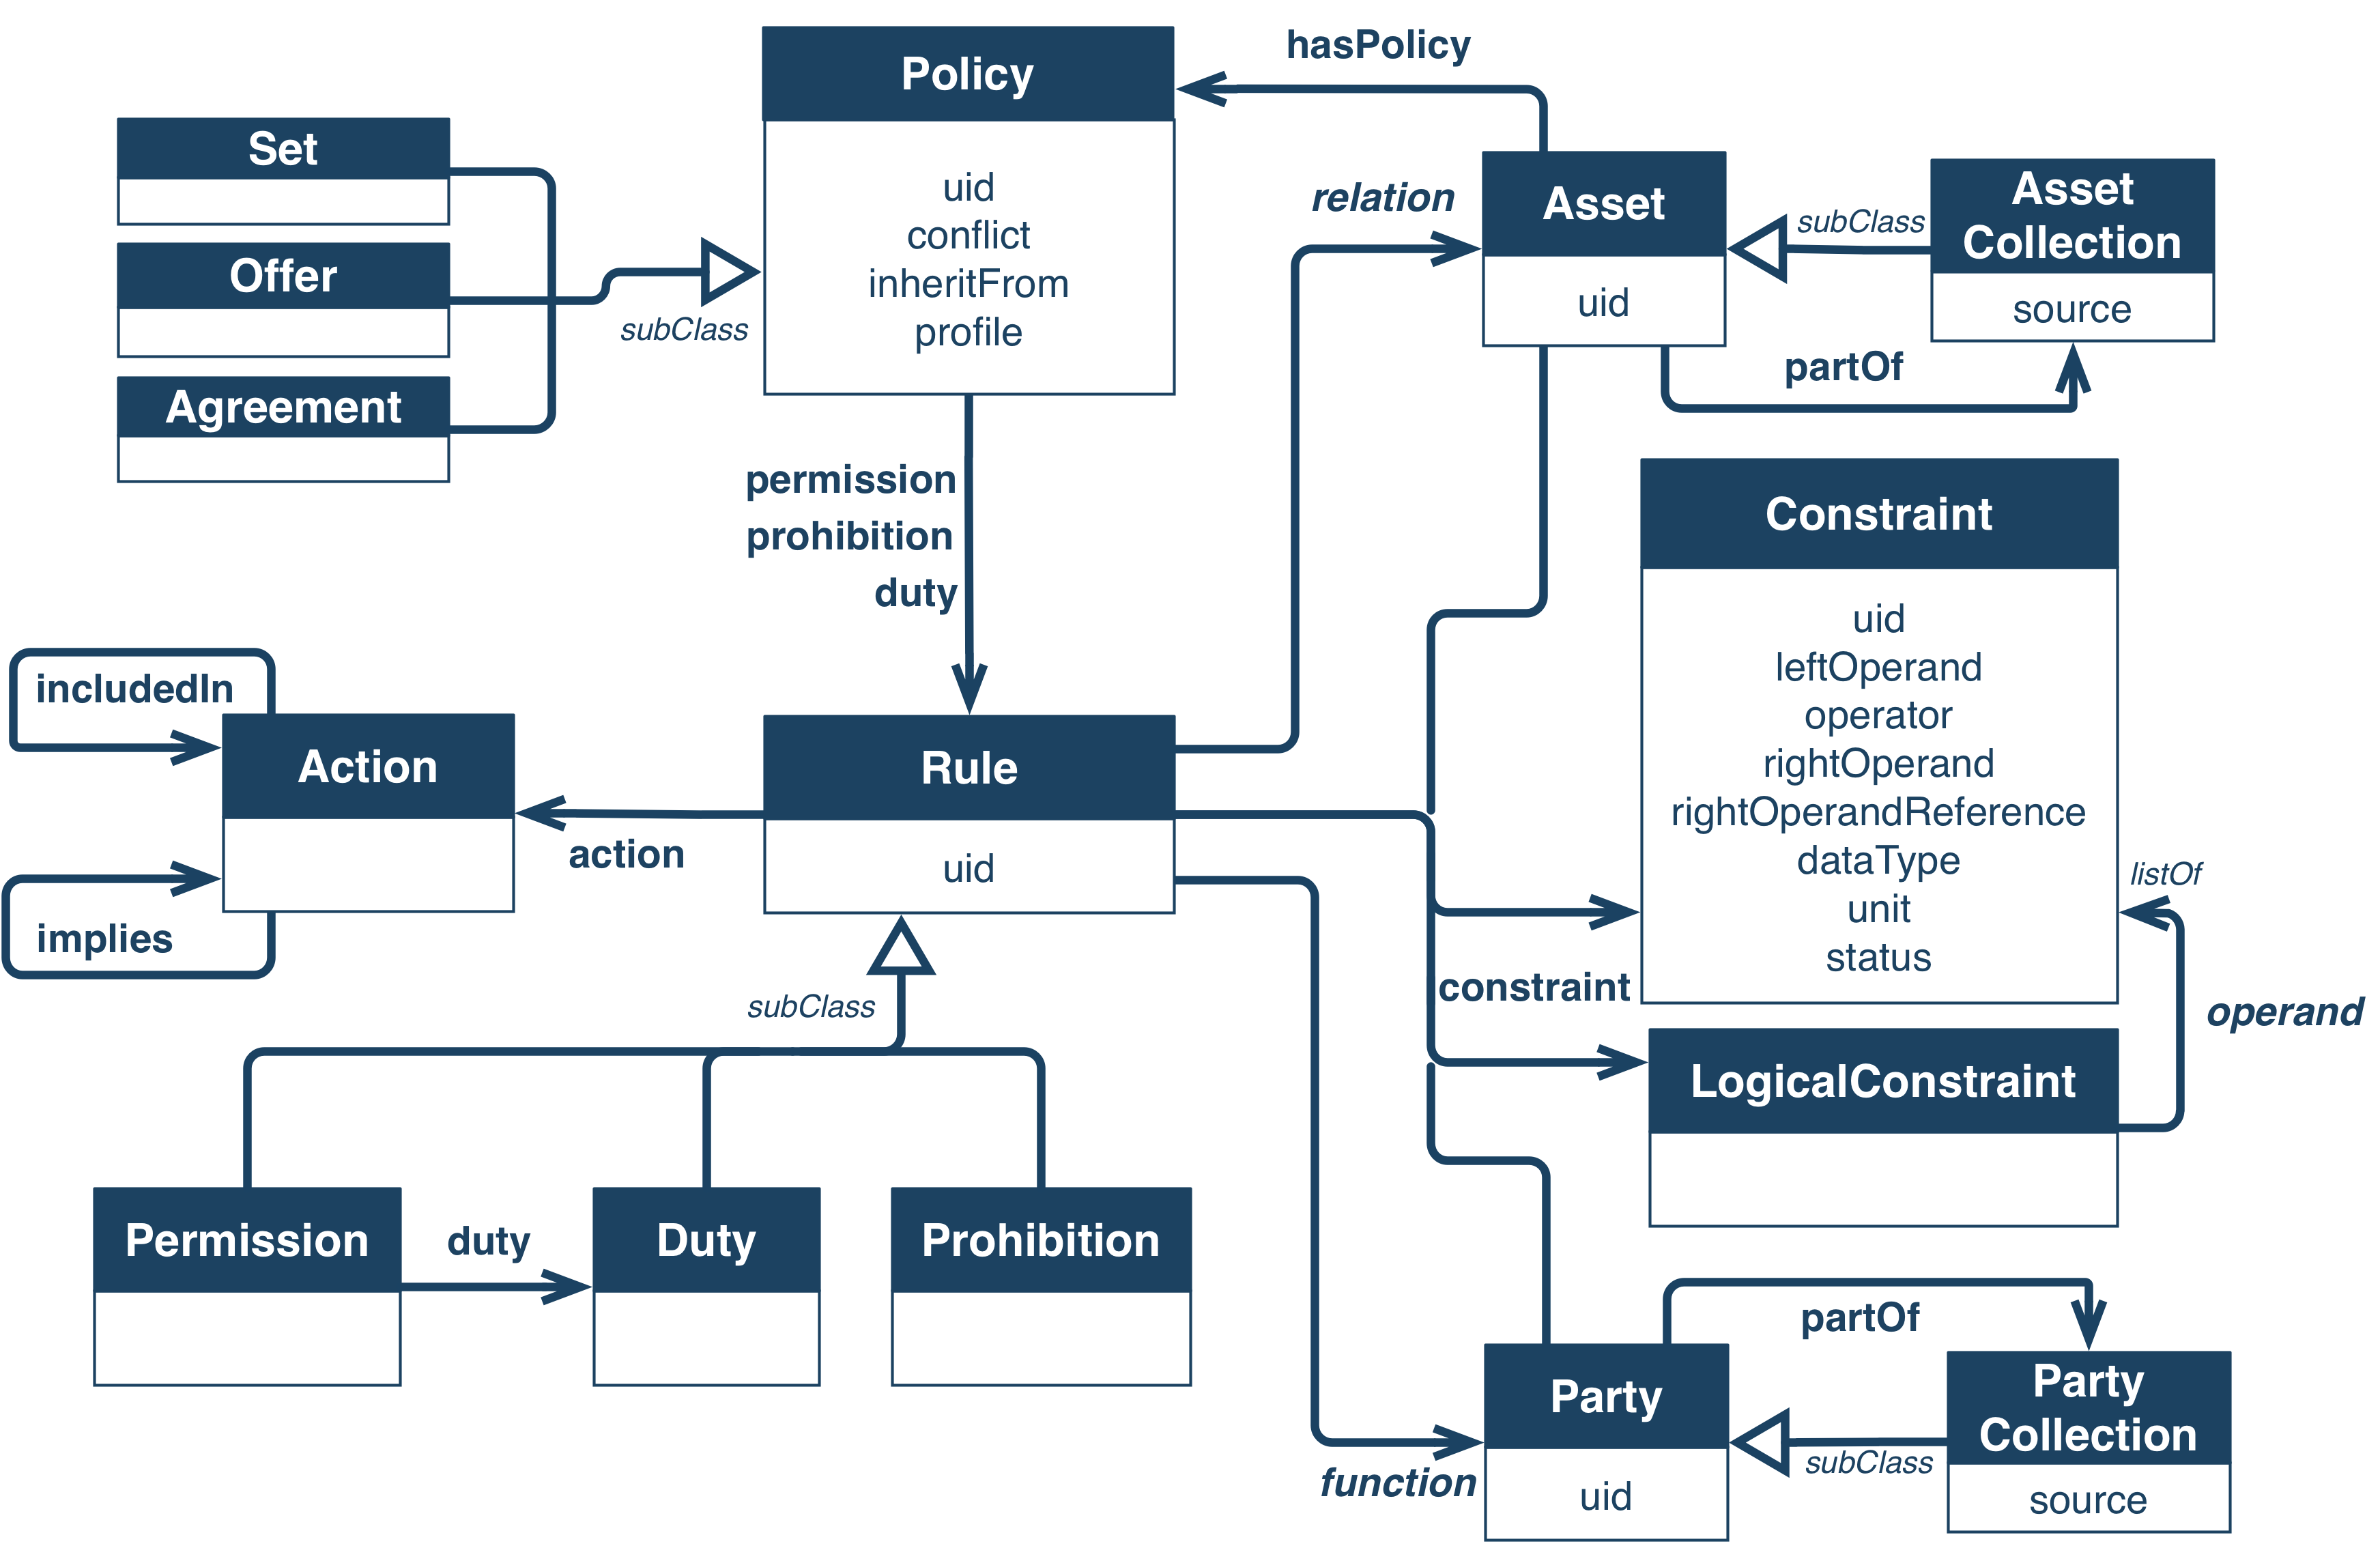 Policy
uid
conflict
inheritFrom
profile
hasPolicy
Set
Offer
Agreement
subClass
relation
Asset
uid
subClass
Asset
Collection
source
partOf
permission
prohibition
duty
Constraint
uid
leftOperand
operator
rightOperand
rightOperandReference
dataType
unit
status
includedIn
Action
implies
action
Rule
uid
listOf
constraint
operand
LogicalConstraint
subClass
Permission
duty
Duty
Prohibition
partOf
Party
uid
function
subClass
Party
Collection
source